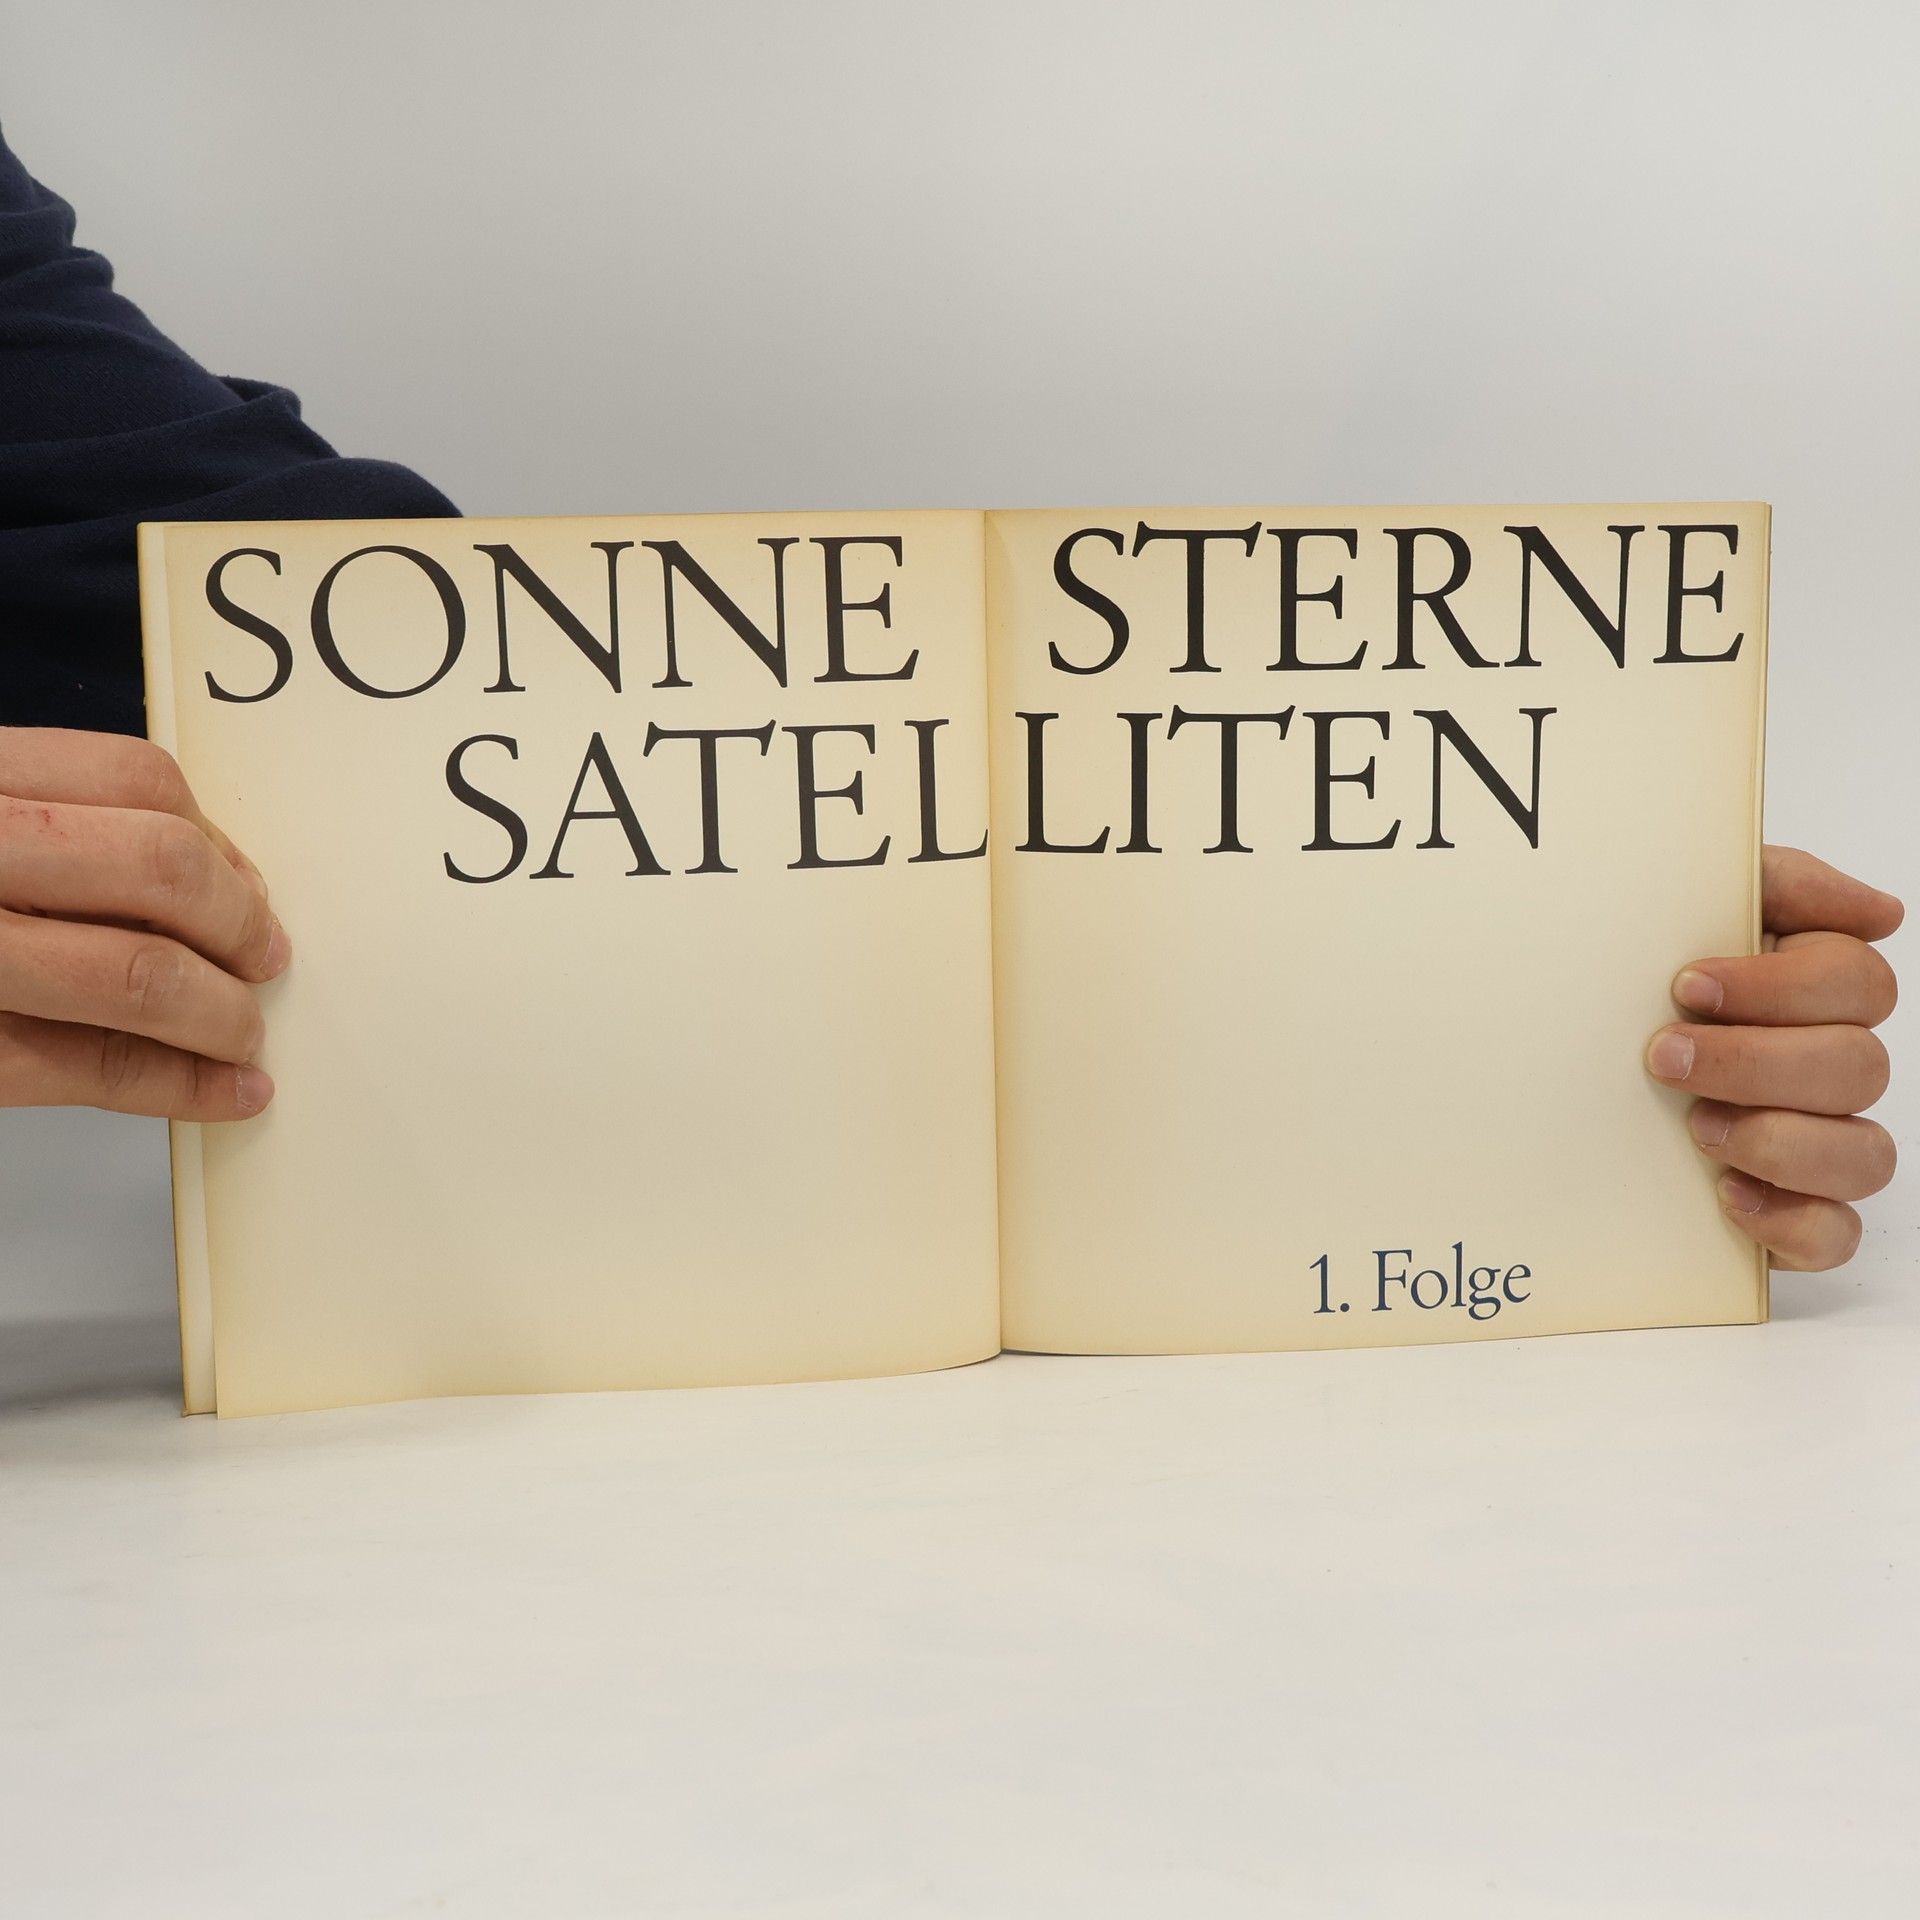 SONNE STERNE
SATELLITEN
1. Folge